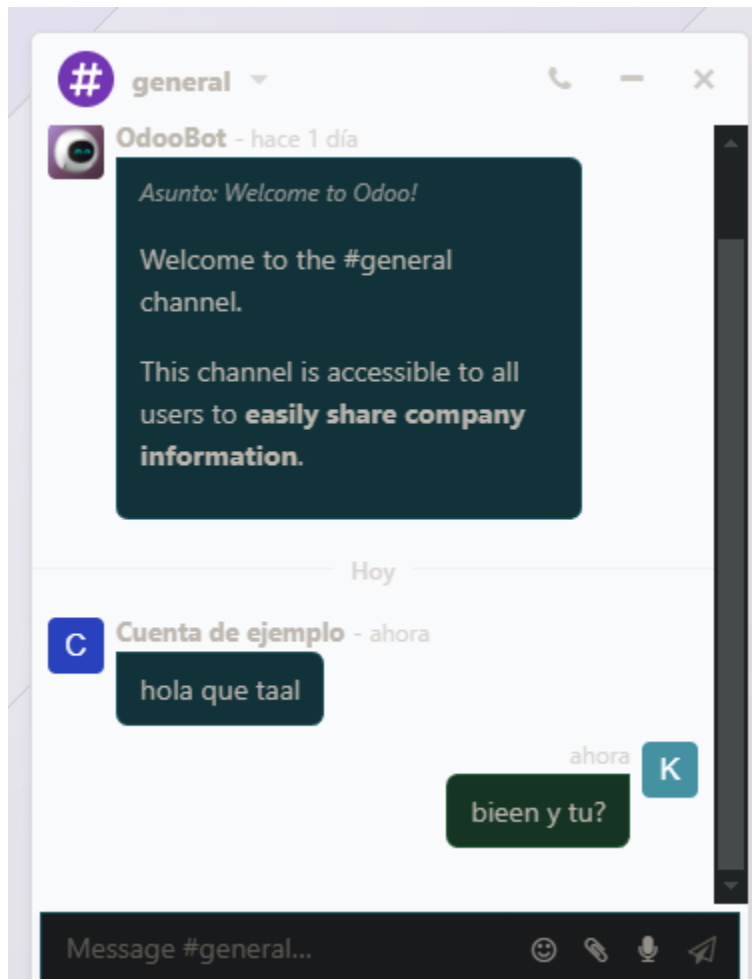 # general
OdooBot - hace 1 día
Asunto: Welcome to Odoo!
Welcome to the #general
channel.
This channel is accessible to all
users to easily share company
information.
Hoy
C Cuenta de ejemplo - ahora
hola que taal
ahora K
bieen y tu?
Message #general...